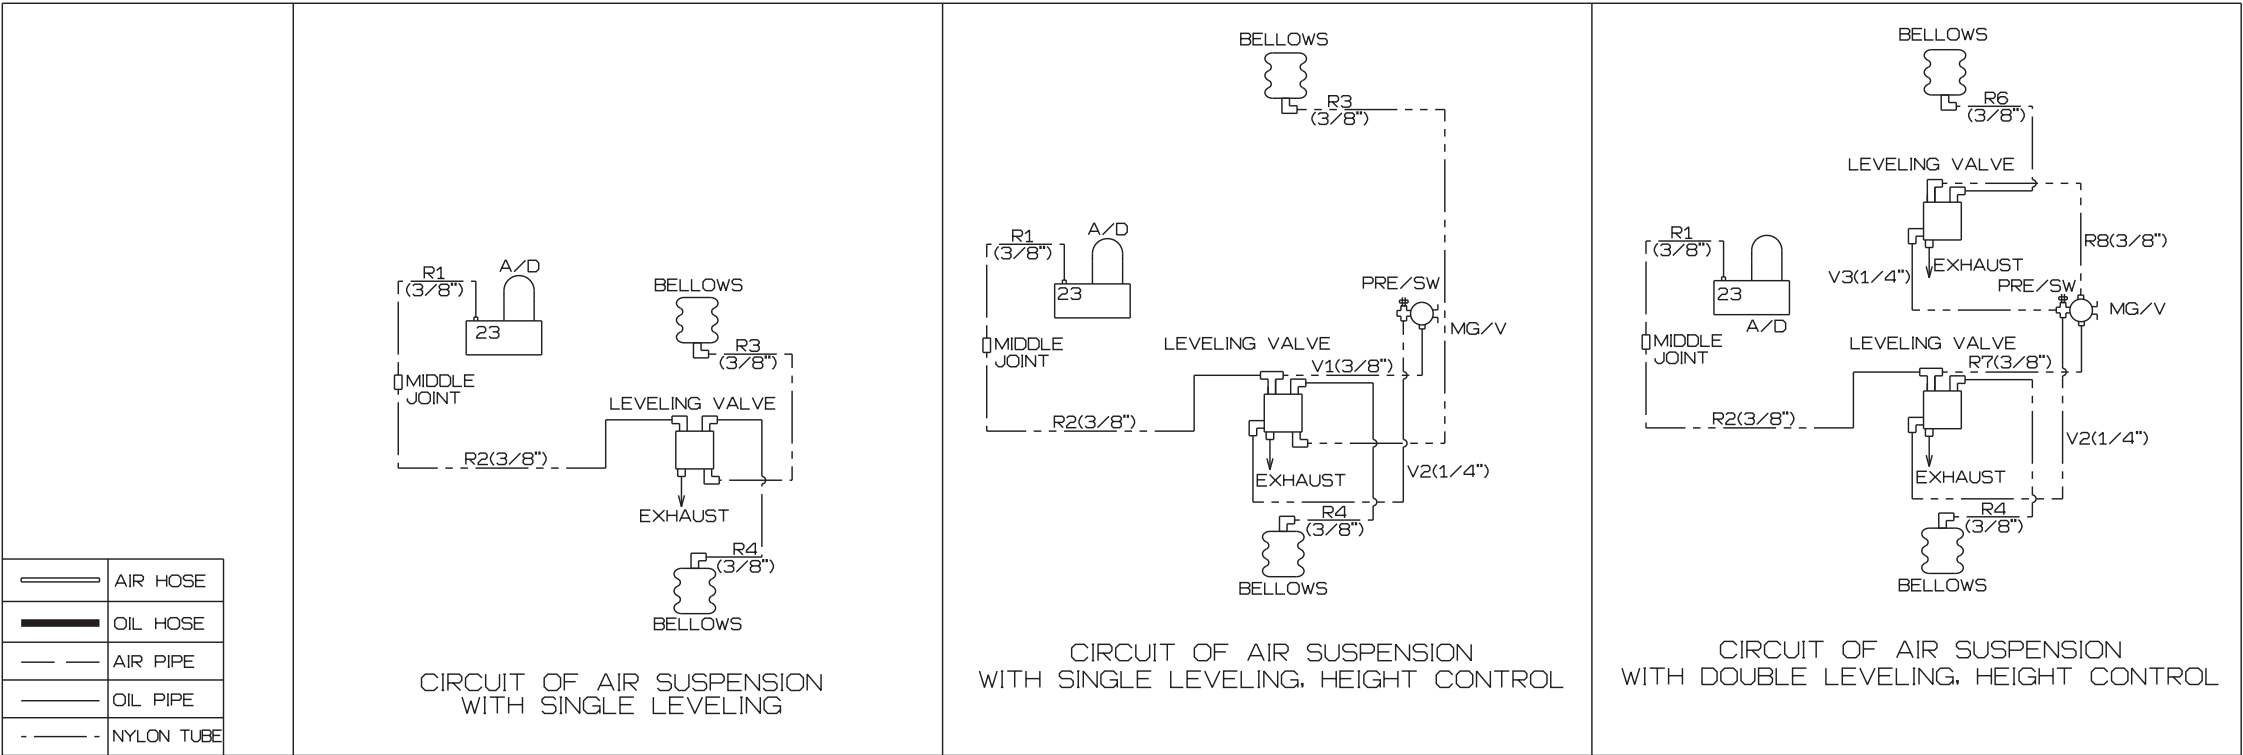 AIR HOSE
OIL HOSE
AIR PIPE
OIL PIPE
NYLON TUBE
A/D
R1
(3/8")
23
BELLOWS
R3
(3/8")
MIDDLE
JOINT
LEVELING VALVE
R2(3/8")
EXHAUST
R4
(3/8")
BELLOWS
CIRCUIT OF AIR SUSPENSION
WITH SINGLE LEVELING
BELLOWS
R3
(3/8")
A/D
R1
(3/8")
23
PRE/SW
MG/V
MIDDLE
JOINT
LEVELING VALVE
V1(3/8")
R2(3/8")
V2(1/4")
EXHAUST
R4
(3/8")
BELLOWS
CIRCUIT OF AIR SUSPENSION
WITH SINGLE LEVELING, HEIGHT CONTROL
BELLOWS
R6
(3/8")
LEVELING VALVE
R1
(3/8")
R8(3/8")
EXHAUST
V3(1/4")
PRE/SW
23
MG/V
A/D
MIDDLE
JOINT
LEVELING VALVE
R7(3/8")
R2(3/8")
V2(1/4")
EXHAUST
R4
(3/8")
BELLOWS
CIRCUIT OF AIR SUSPENSION
WITH DOUBLE LEVELING, HEIGHT CONTROL